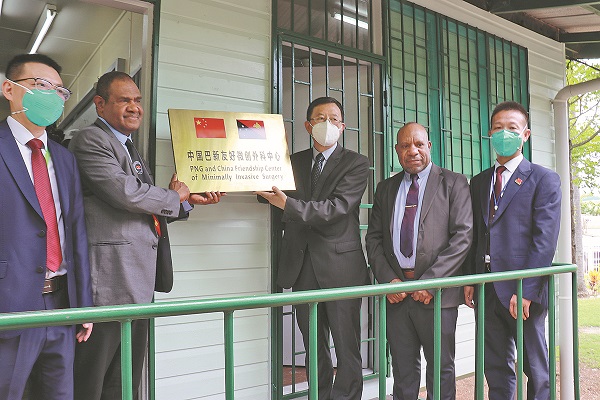 中国巴新友好微创外科中心
PNG and China Friendship Center
of Minimally Invasive Surgery